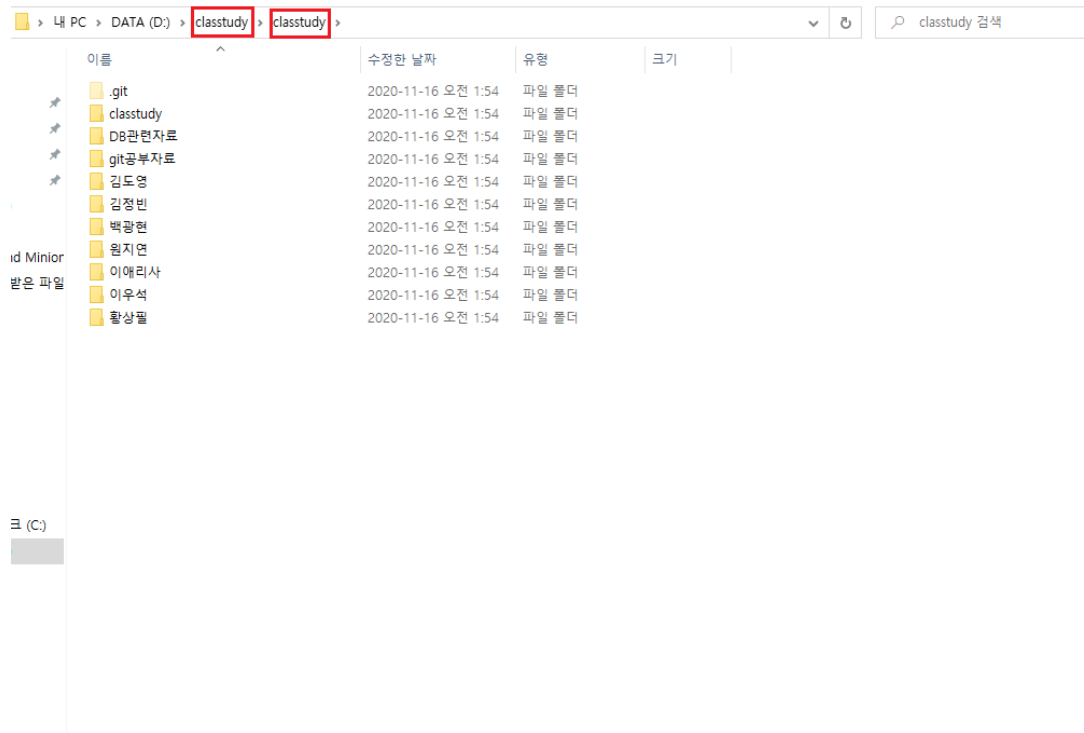 내 PC > DATA (D:) > classtudy > classtudy >
classtudy 검색
이름 수정한 날짜 유형 크기
.git 2020-11-16 오전 1:54 파일 폴더
classtudy 2020-11-16 오전 1:54 파일 폴더
DB관련자료 2020-11-16 오전 1:54 파일 폴더
git공부자료 2020-11-16 오전 1:54 파일 폴더
김도영 2020-11-16 오전 1:54 파일 폴더
김정빈 2020-11-16 오전 1:54 파일 폴더
백광현 2020-11-16 오전 1:54 파일 폴더
원지연 2020-11-16 오전 1:54 파일 폴더
이애리사 2020-11-16 오전 1:54 파일 폴더
이우석 2020-11-16 오전 1:54 파일 폴더
황상필 2020-11-16 오전 1:54 파일 폴더
nd Minion
받은 파일
크 (C:)